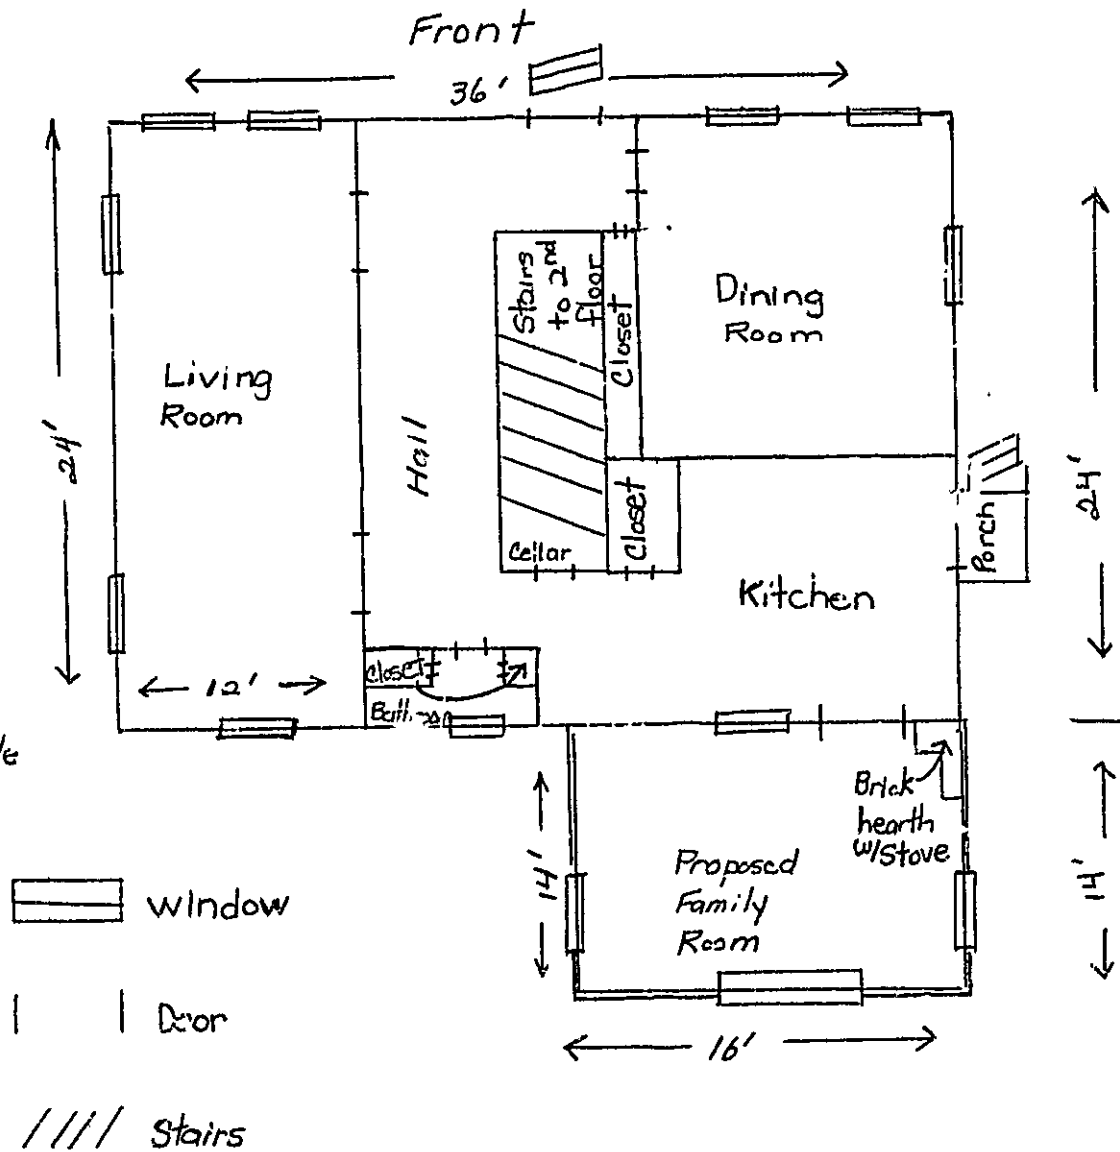 Front
36'
Stairs
to 2nd
floor
Closet
Dining
Room
Living
Room
24'
Hall
24'
Cellar
Closet
Porch
Kitchen
12'
Closet
Brick
hearth
w/Stove
14'
Proposed
Family
Room
14'
16'
Window
Door
Stairs